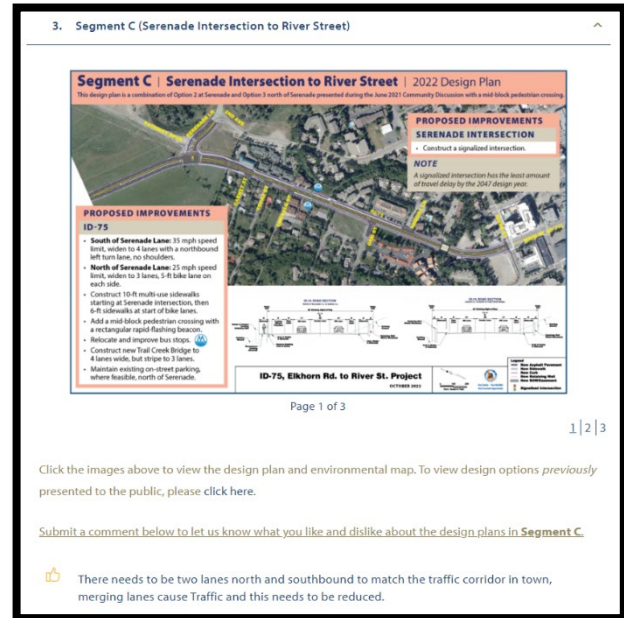 3. Segment C (Serenade Intersection to River Street)
Segment C | Serenade Intersection to River Street | 2022 Design Plan
This design plan is a combination of Option 2 at Serenade and Option 3 north of Serenade presented during the June 2021 Community Discussion with a mid-block pedestrian crossing.
PROPOSED IMPROVEMENTS
SERENADE INTERSECTION
• Construct a signalized intersection.
NOTE
A signalized intersection has the least amount
of travel delay by the 2047 design year.
PROPOSED IMPROVEMENTS
ID-75
• South of Serenade Lane: 35 mph speed
limit, widen to 4 lanes with a northbound
left turn lane, no shoulders.
• North of Serenade Lane: 25 mph speed
limit, widen to 3 lanes, 5-ft bike lane on
each side.
• Construct 10-ft multi-use sidewalks
starting at Serenade intersection, then
6-ft sidewalks at start of bike lanes.
• Add a mid-block pedestrian crossing with
a rectangular rapid-flashing beacon.
• Relocate and improve bus stops.
• Construct new Trail Creek Bridge to
4 lanes wide, but stripe to 3 lanes.
• Maintain existing on-street parking,
where feasible, north of Serenade.
ID-75, Elkhorn Rd. to River St. Project
OCTOBER 2021
Legend
New Asphalt Pavement
New Sidewalk
New Curb
New Retaining Wall
Signalized Intersection
Page 1 of 3
1|2|3
Click the images above to view the design plan and environmental map. To view design options previously
presented to the public, please click here.
Submit a comment below to let us know what you like and dislike about the design plans in Segment C.
There needs to be two lanes north and southbound to match the traffic corridor in town,
merging lanes cause Traffic and this needs to be reduced.